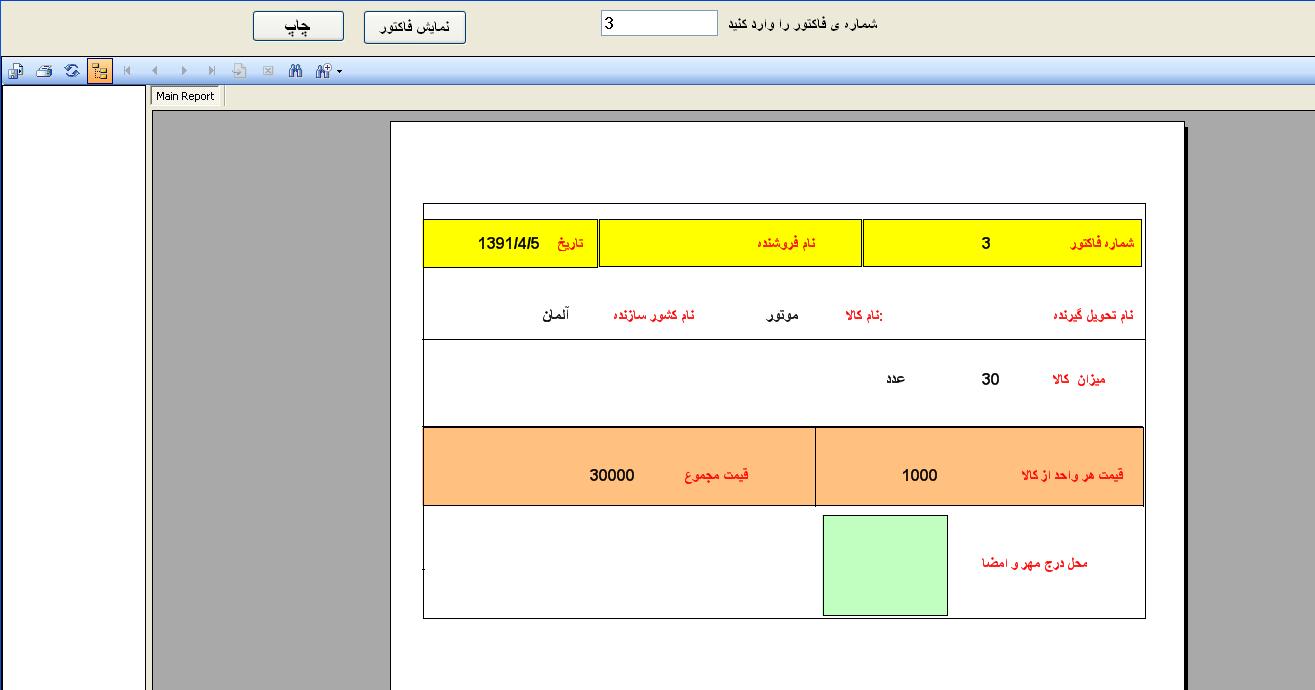 شماره ی فاکتور را وارد کنید 3 نمایش فاکتور چاپ
Main Report
شماره فاکتور 3 نام فروشنده تاریخ 1391/4/5
نام تحویل گیرنده نام کالا: موتور نام کشور سازنده آلمان
میزان کالا 30 عدد
قیمت هر واحد از کالا 1000 قیمت مجموع 30000
محل درج مهر و امضا